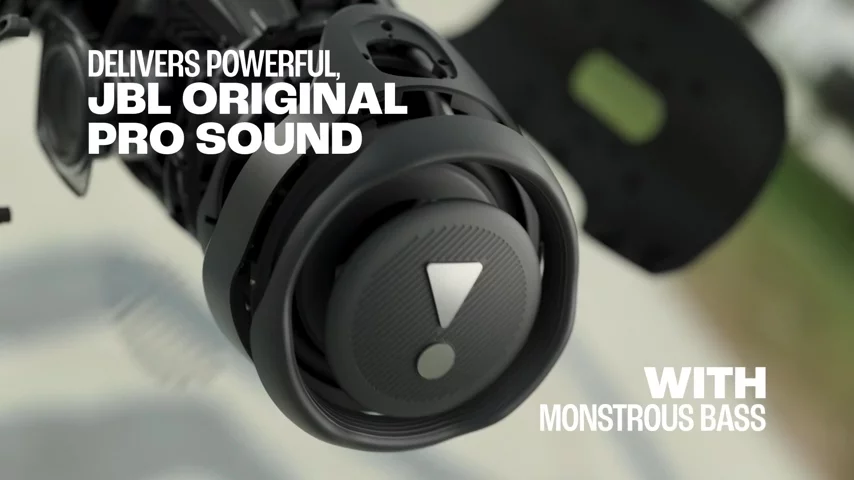 DELIVERS POWERFUL,
JBL ORIGINAL
PRO SOUND
WITH
MONSTROUS BASS